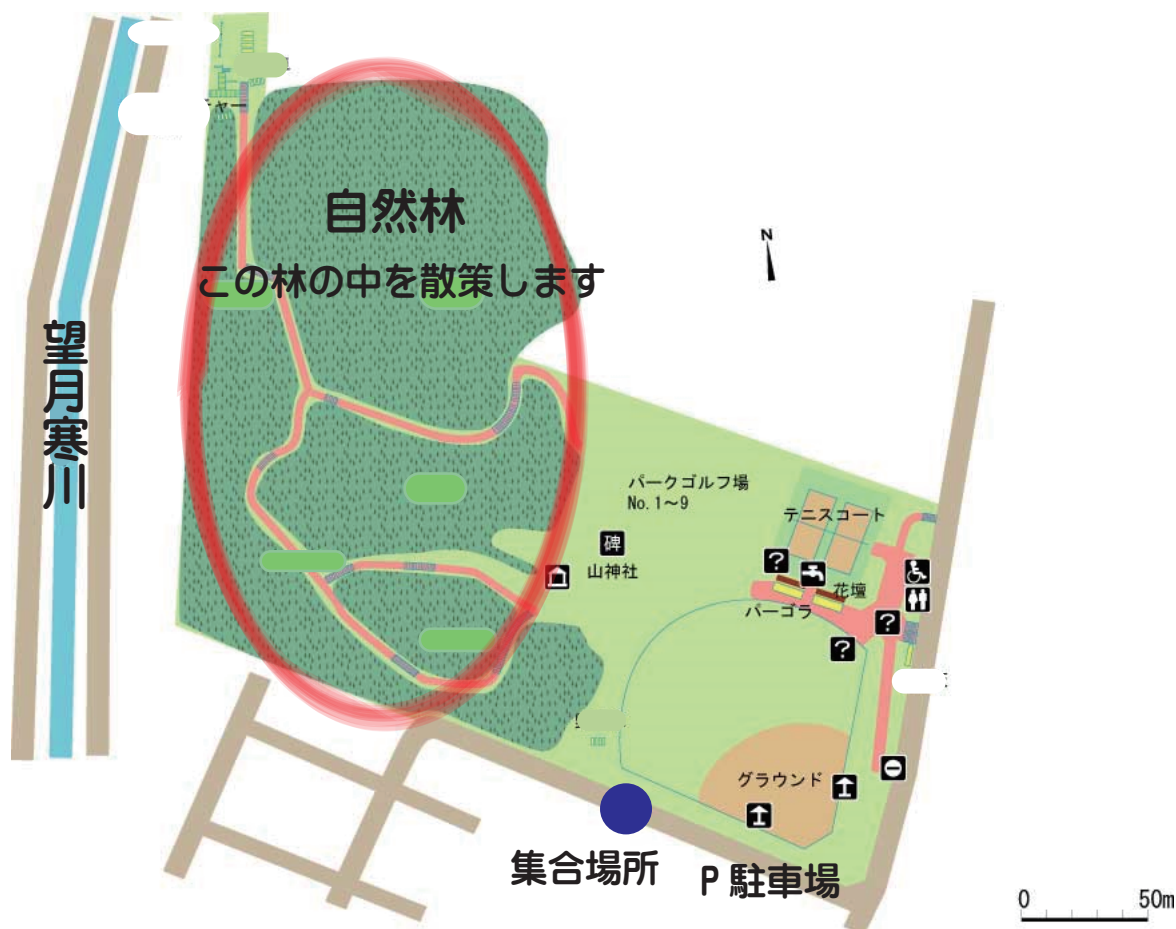 自然林
この林の中を散策します
N
望月寒川
パークゴルフ場
No.1～9
テニスコート
碑
山神社
?
花壇
パーゴラ
?
?
グラウンド
集合場所
P 駐車場
0 50m